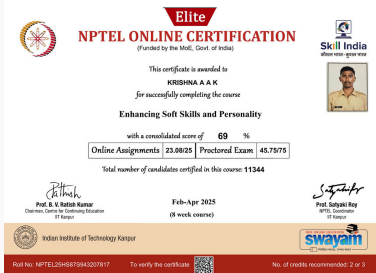 Elite
NPTEL ONLINE CERTIFICATION
(Funded by the MoE, Govt. of India)
Skill India
कौशल भारत - कुशल भारत
This certificate is awarded to
KRISHNA A A K
for successfully completing the course
Enhancing Soft Skills and Personality
with a consolidated score of 69 %
Online Assignments 23.08/25 Proctored Exam 45.75/75
Total number of candidates certified in this course: 11344
Prof. B. V. Ratish Kumar
Chairman, Centre for Continuing Education
IIT Kanpur
Feb-Apr 2025
(8 week course)
Prof. Satyaki Roy
NPTEL Coordinator
IIT Kanpur
Indian Institute of Technology Kanpur
swayam
Roll No: NPTEL25HS87S943207817
To verify the certificate
No. of credits recommended: 2 or 3